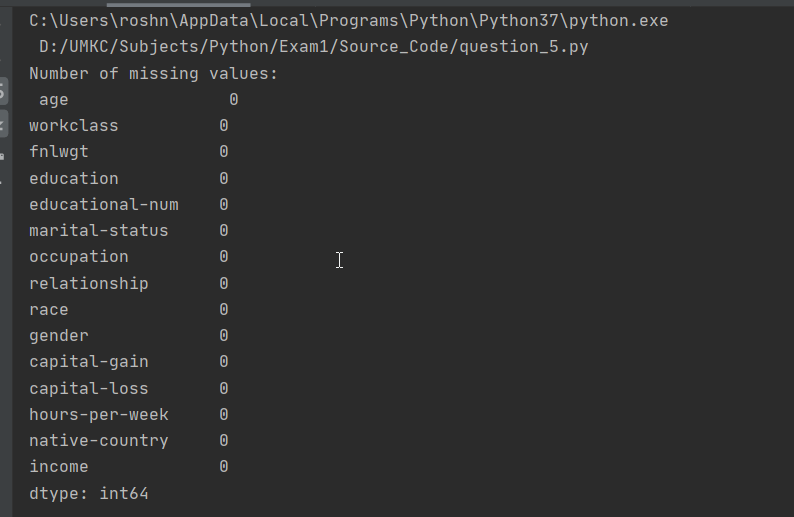 C:\Users\roshn\AppData\Local\Programs\Python\Python37\python.exe
 D:/UMKC/Subjects/Python/Exam1/Source_Code/question_5.py
Number of missing values:
 age                0
workclass          0
fnlwgt             0
education          0
educational-num    0
marital-status     0
occupation         0
relationship       0
race               0
gender             0
capital-gain       0
capital-loss       0
hours-per-week     0
native-country     0
income             0
dtype: int64